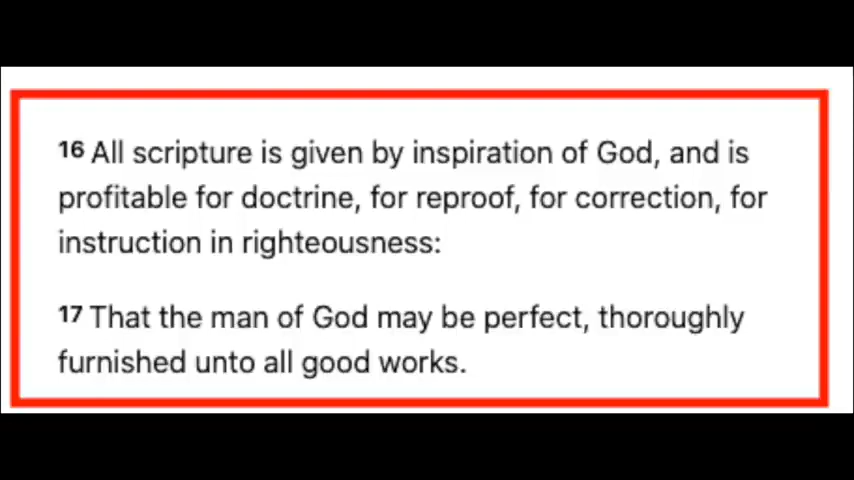 16 All scripture is given by inspiration of God, and is
profitable for doctrine, for reproof, for correction, for
instruction in righteousness:
17 That the man of God may be perfect, thoroughly
furnished unto all good works.